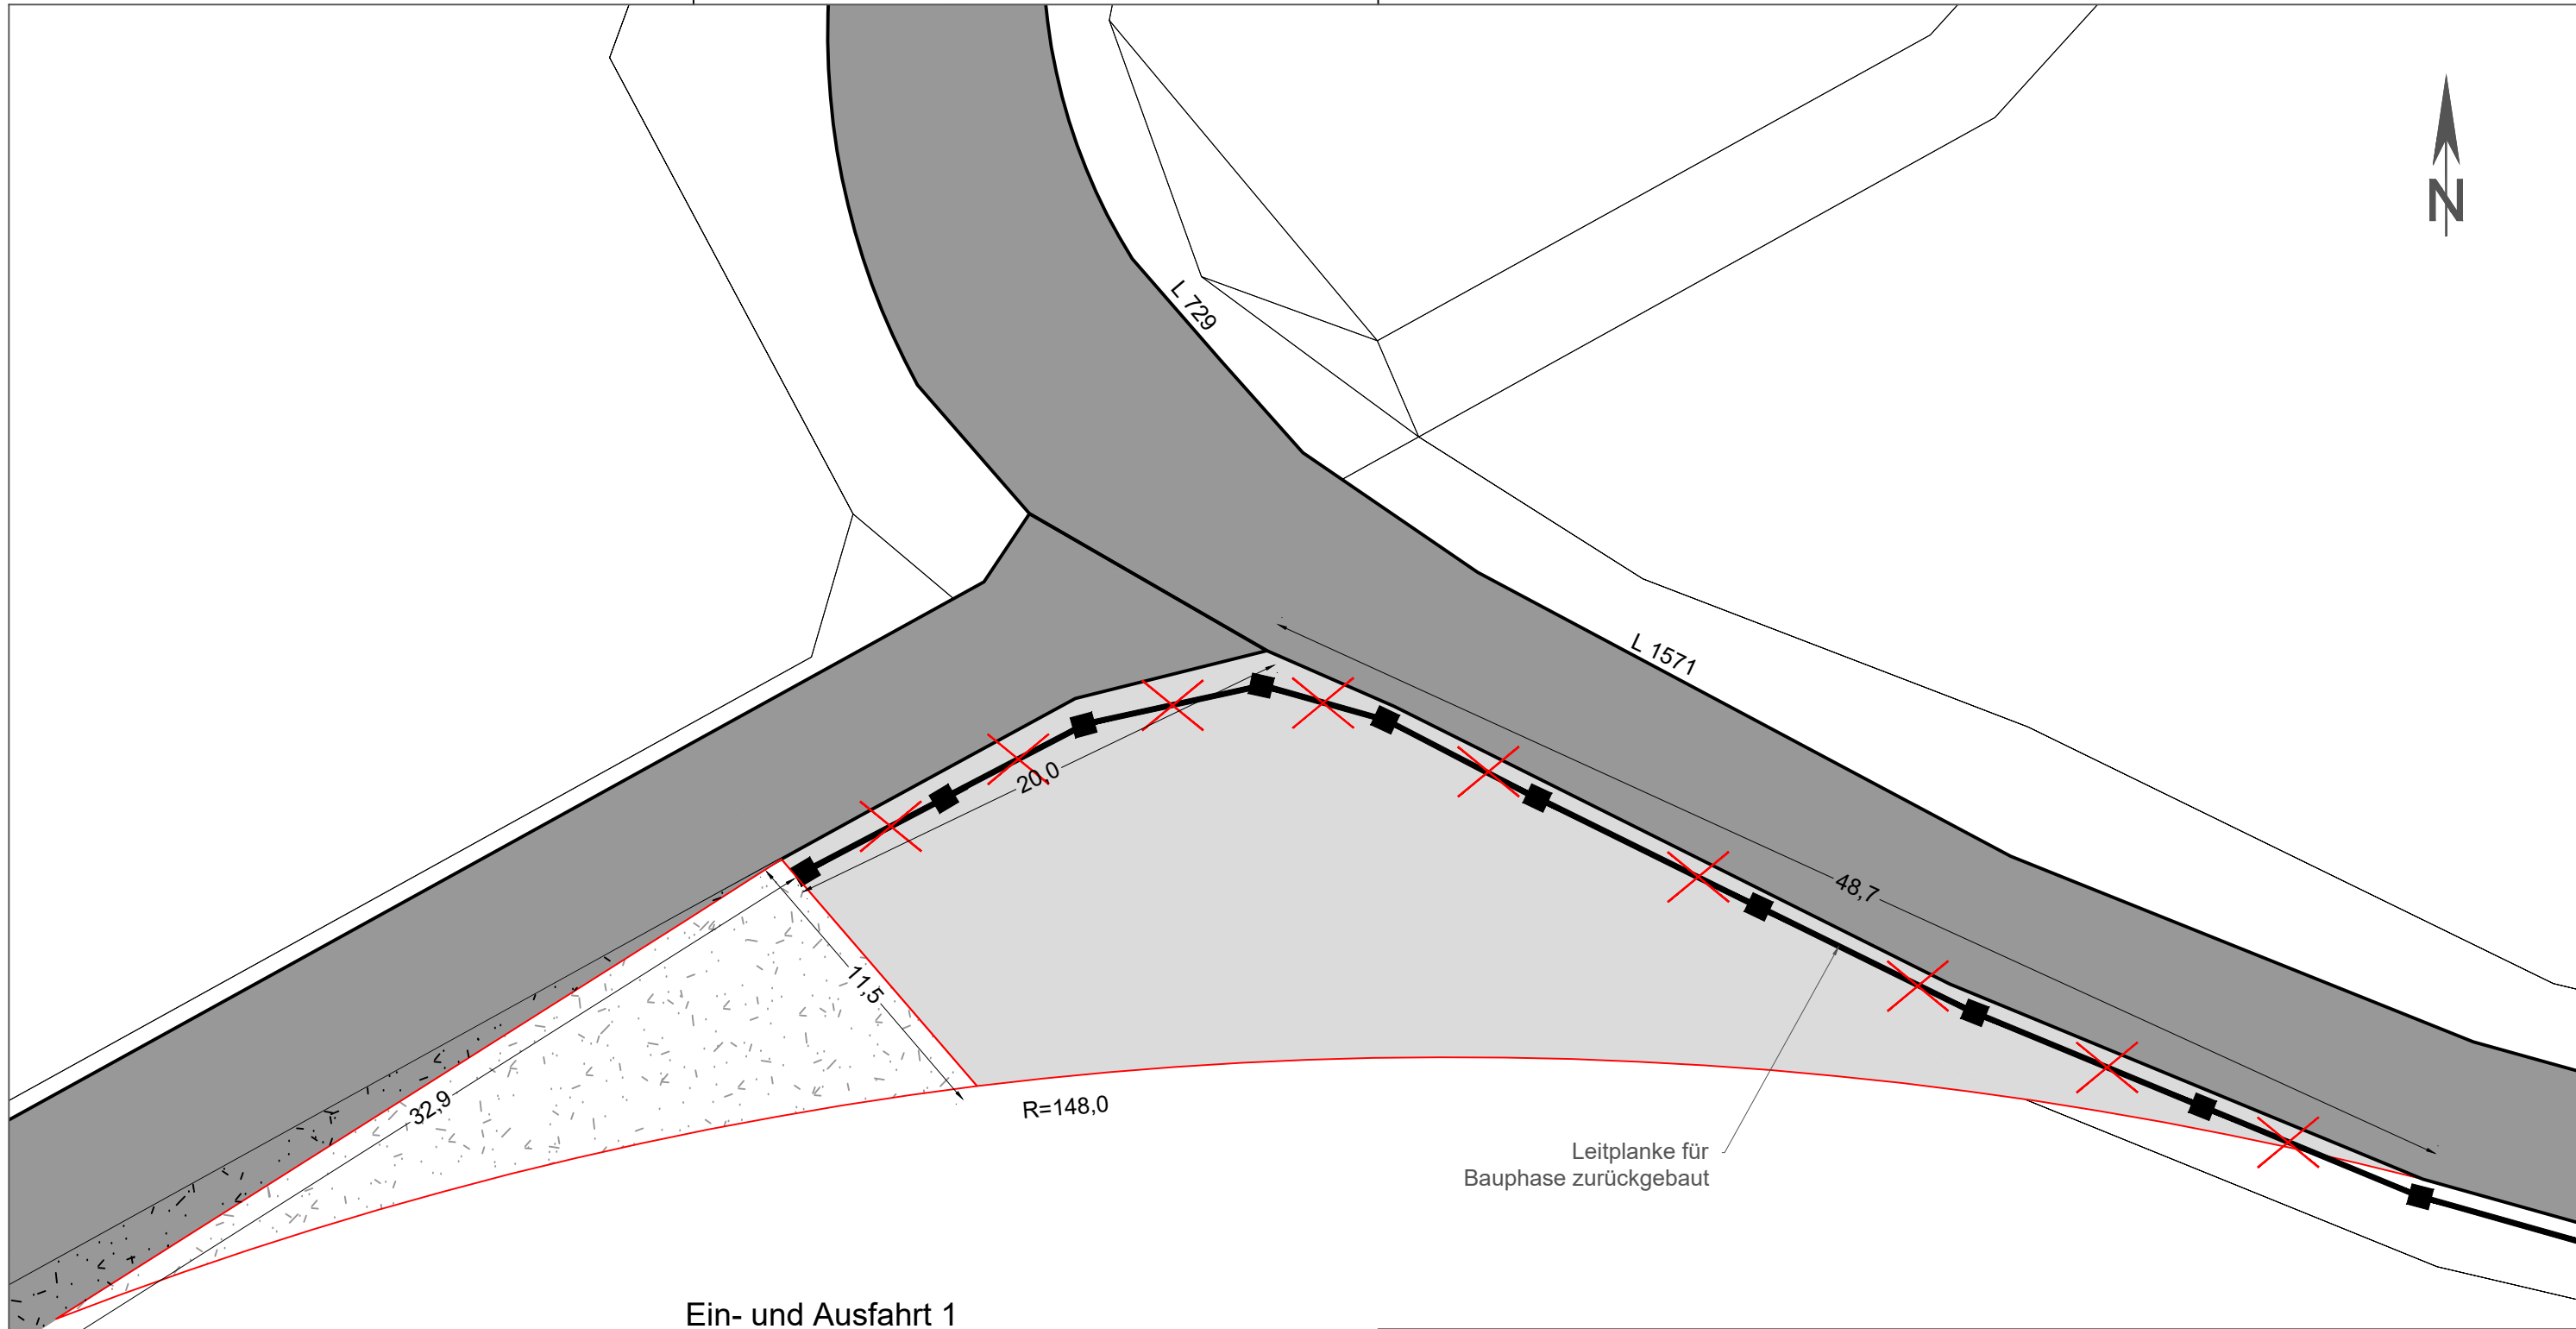 N
L 729
L 1571
20,0
48,7
11,5
32,9
R=148,0
Leitplanke für
Bauphase zurückgebaut
Ein- und Ausfahrt 1